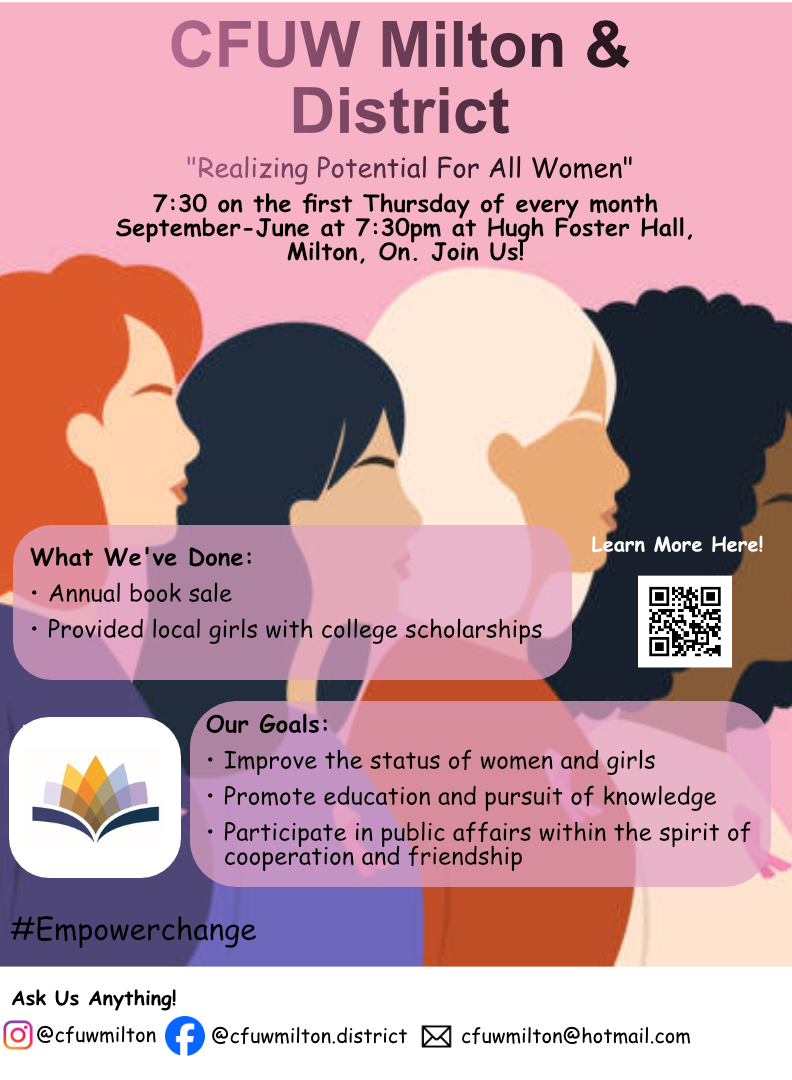 CFUW Milton &
District
"Realizing Potential For All Women"
7:30 on the first Thursday of every month
September-June at 7:30pm at Hugh Foster Hall,
Milton, On. Join Us!
What We've Done:
• Annual book sale
• Provided local girls with college scholarships
Learn More Here!
Our Goals:
• Improve the status of women and girls
• Promote education and pursuit of knowledge
• Participate in public affairs within the spirit of
cooperation and friendship
#Empowerchange
Ask Us Anything!
@cfuwmilton @cfuwmilton.district cfuwmilton@hotmail.com